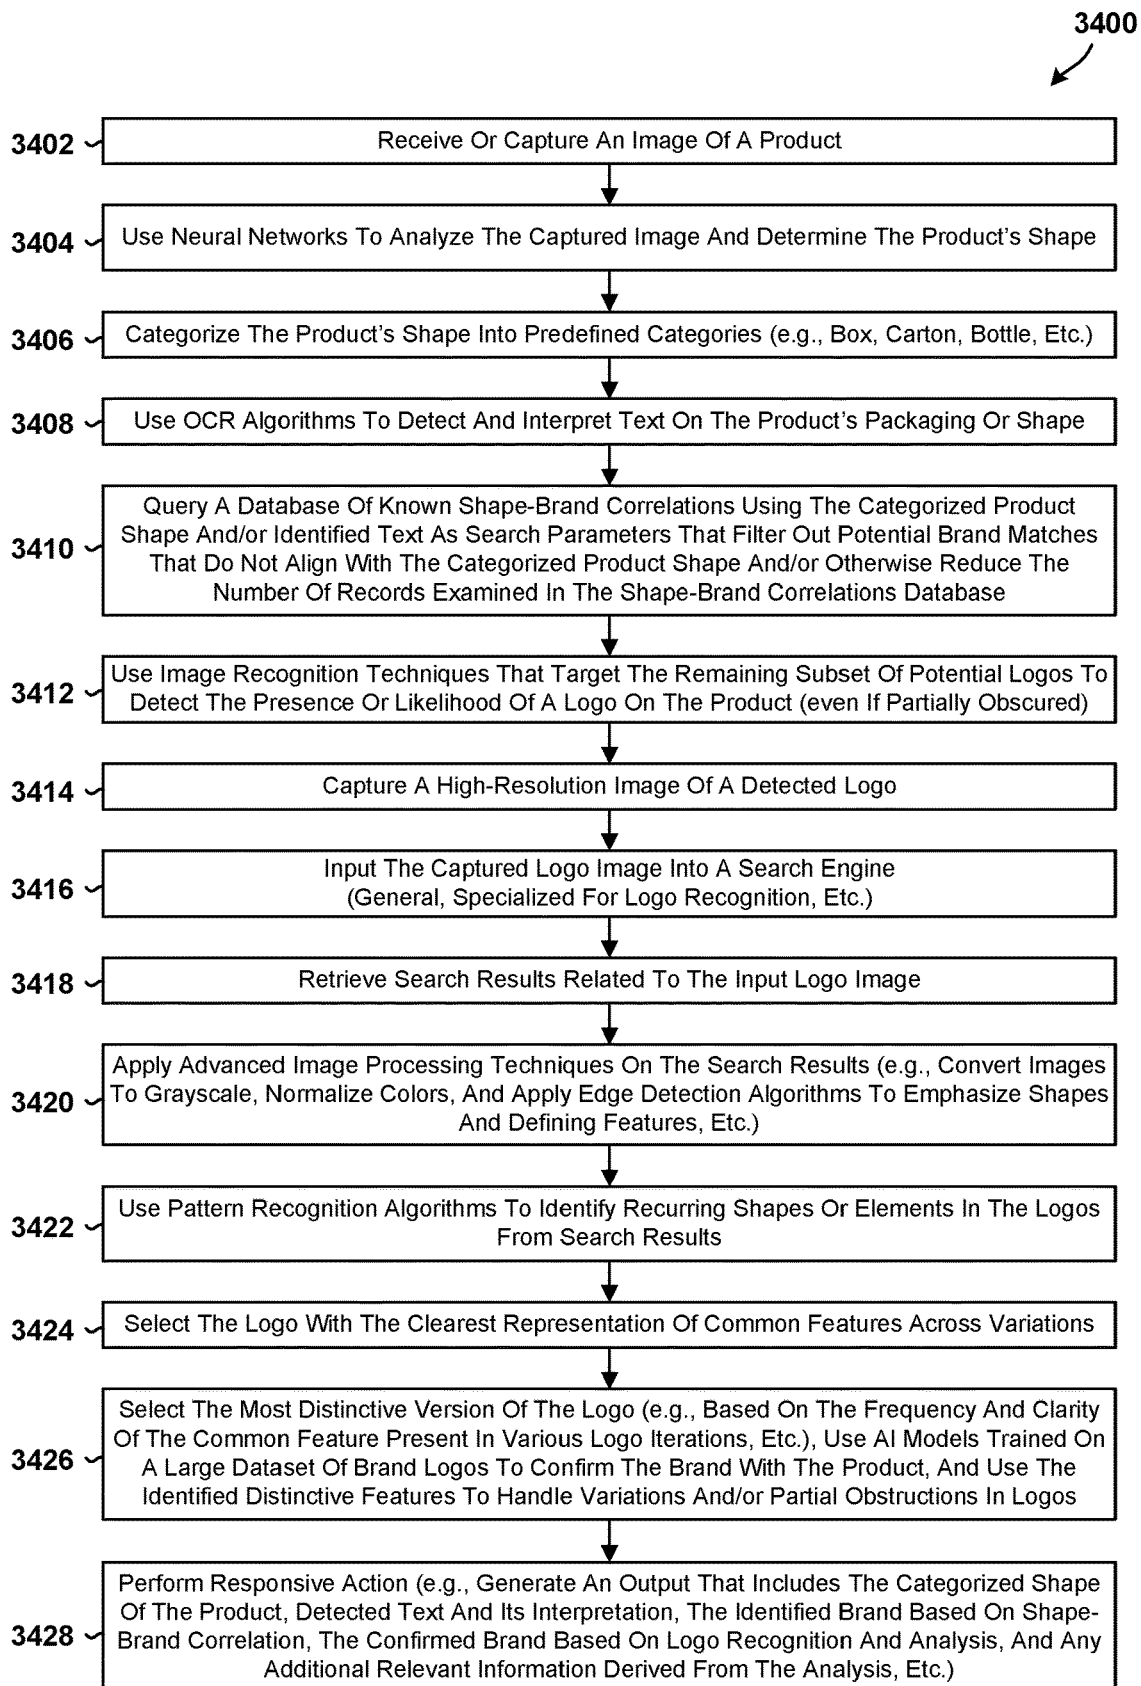 3400
3402
Receive Or Capture An Image Of A Product
3404
Use Neural Networks To Analyze The Captured Image And Determine The Product’s Shape
3406
Categorize The Product’s Shape Into Predefined Categories (e.g., Box, Carton, Bottle, Etc.)
3408
Use OCR Algorithms To Detect And Interpret Text On The Product’s Packaging Or Shape
3410
Query A Database Of Known Shape-Brand Correlations Using The Categorized Product
Shape And/or Identified Text As Search Parameters That Filter Out Potential Brand Matches
That Do Not Align With The Categorized Product Shape And/or Otherwise Reduce The
Number Of Records Examined In The Shape-Brand Correlations Database
3412
Use Image Recognition Techniques That Target The Remaining Subset Of Potential Logos To
Detect The Presence Or Likelihood Of A Logo On The Product (even If Partially Obscured)
3414
Capture A High-Resolution Image Of A Detected Logo
3416
Input The Captured Logo Image Into A Search Engine
(General, Specialized For Logo Recognition, Etc.)
3418
Retrieve Search Results Related To The Input Logo Image
3420
Apply Advanced Image Processing Techniques On The Search Results (e.g., Convert Images
To Grayscale, Normalize Colors, And Apply Edge Detection Algorithms To Emphasize Shapes
And Defining Features, Etc.)
3422
Use Pattern Recognition Algorithms To Identify Recurring Shapes Or Elements In The Logos
From Search Results
3424
Select The Logo With The Clearest Representation Of Common Features Across Variations
3426
Select The Most Distinctive Version Of The Logo (e.g., Based On The Frequency And Clarity
Of The Common Feature Present In Various Logo Iterations, Etc.), Use AI Models Trained On
A Large Dataset Of Brand Logos To Confirm The Brand With The Product, And Use The
Identified Distinctive Features To Handle Variations And/or Partial Obstructions In Logos
3428
Perform Responsive Action (e.g., Generate An Output That Includes The Categorized Shape
Of The Product, Detected Text And Its Interpretation, The Identified Brand Based On Shape-
Brand Correlation, The Confirmed Brand Based On Logo Recognition And Analysis, And Any
Additional Relevant Information Derived From The Analysis, Etc.)